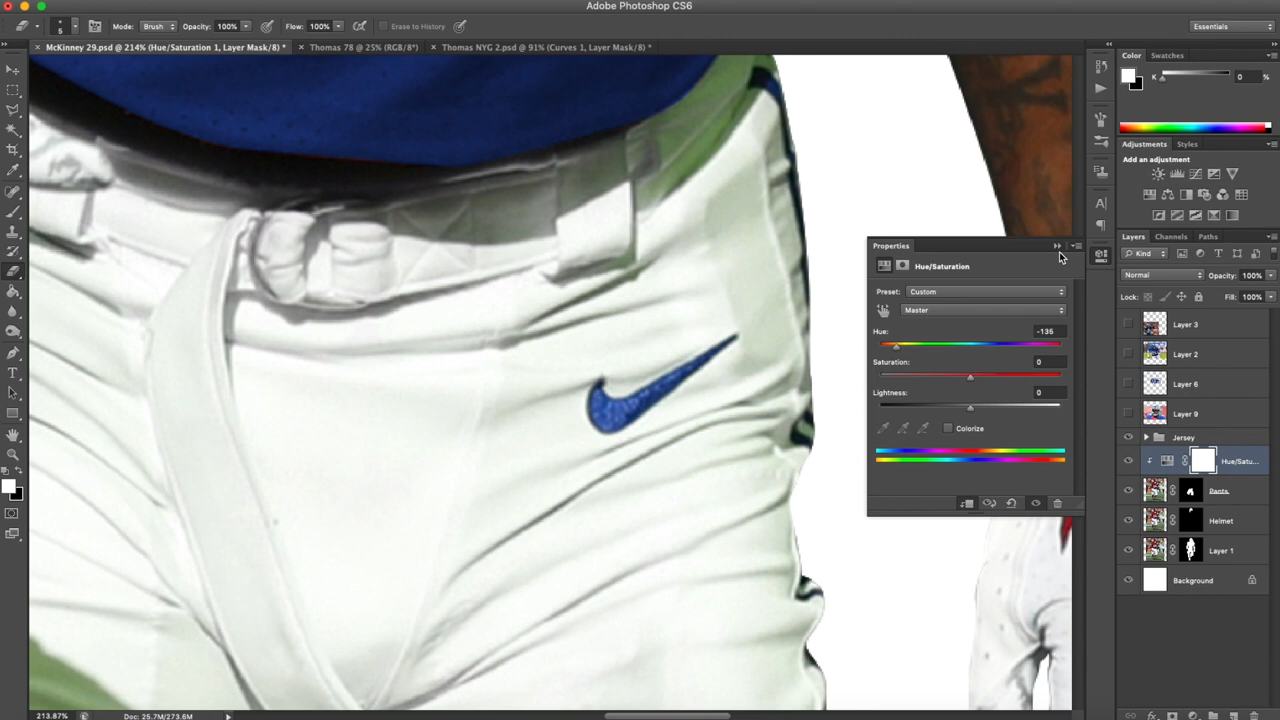 Adobe Photoshop CS6
5
Mode: Brush
Opacity: 100%
Flow: 100%
Erase to History
Essentials
McKinney 29.psd @ 214% (Hue/Saturation 1, Layer Mask/8) *
Thomas 78 @ 25% (RGB/8*)
Thomas NYG 2.psd @ 91% (Curves 1, Layer Mask/8) *
Color
Swatches
K
0
%
Adjustments
Styles
Add an adjustment
Layers
Channels
Paths
Kind
Normal
Opacity: 100%
Lock:
Fill: 100%
Layer 3
Layer 2
Layer 6
Layer 9
Jersey
Hue/Satu...
Pants
Helmet
Layer 1
Background
Properties
Hue/Saturation
Preset: Custom
Master
Hue: -135
Saturation: 0
Lightness: 0
Colorize
213.87%
Doc: 25.7M/273.6M